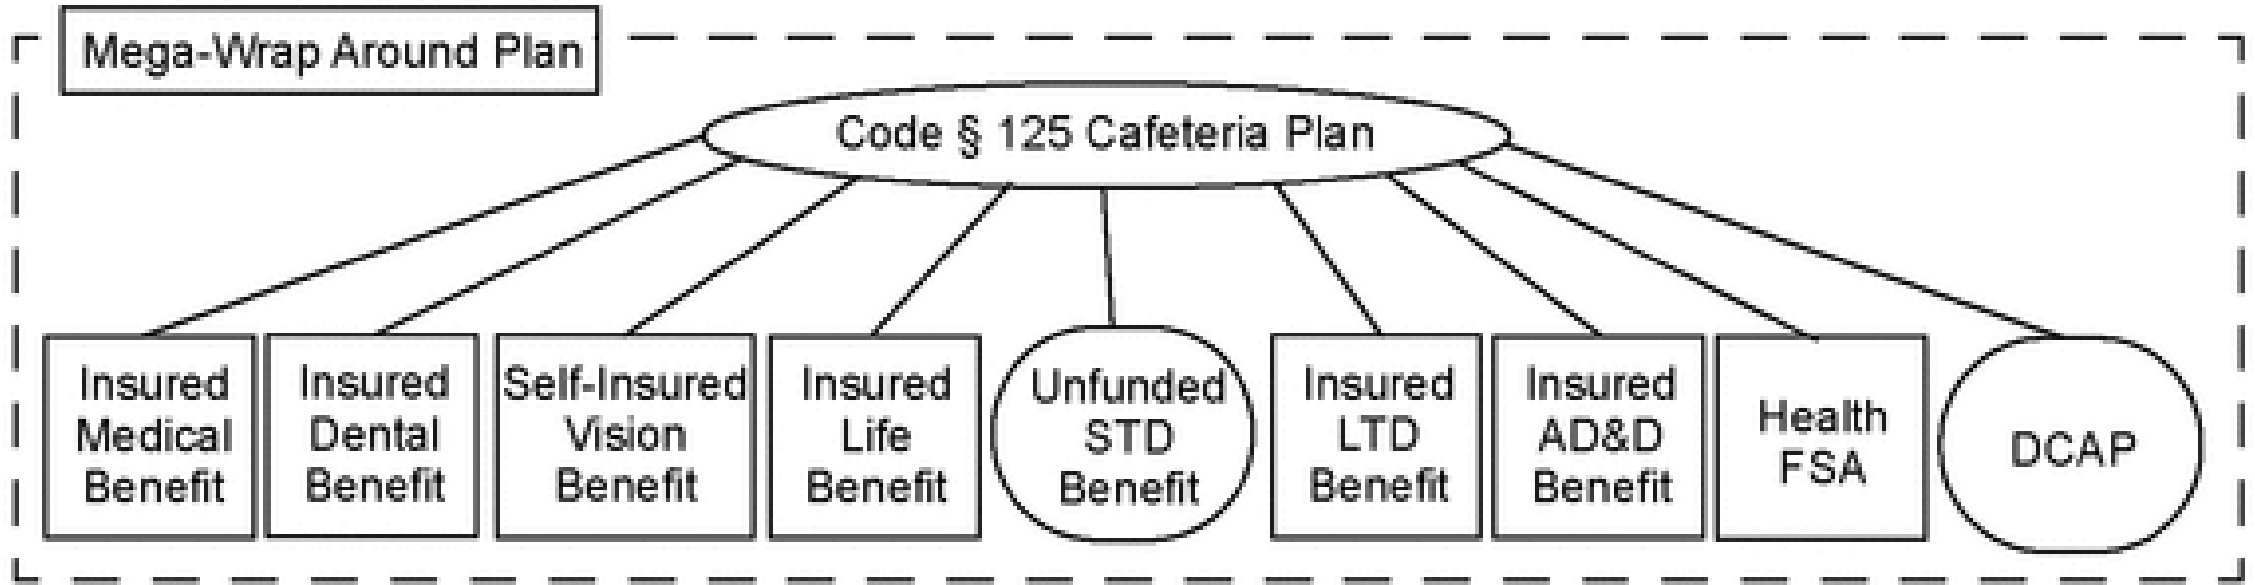 Mega-Wrap Around Plan
Code § 125 Cafeteria Plan
Insured
Medical
Benefit
Insured
Dental
Benefit
Self-Insured
Vision
Benefit
Insured
Life
Benefit
Unfunded
STD
Benefit
Insured
LTD
Benefit
Insured
AD&D
Benefit
Health
FSA
DCAP